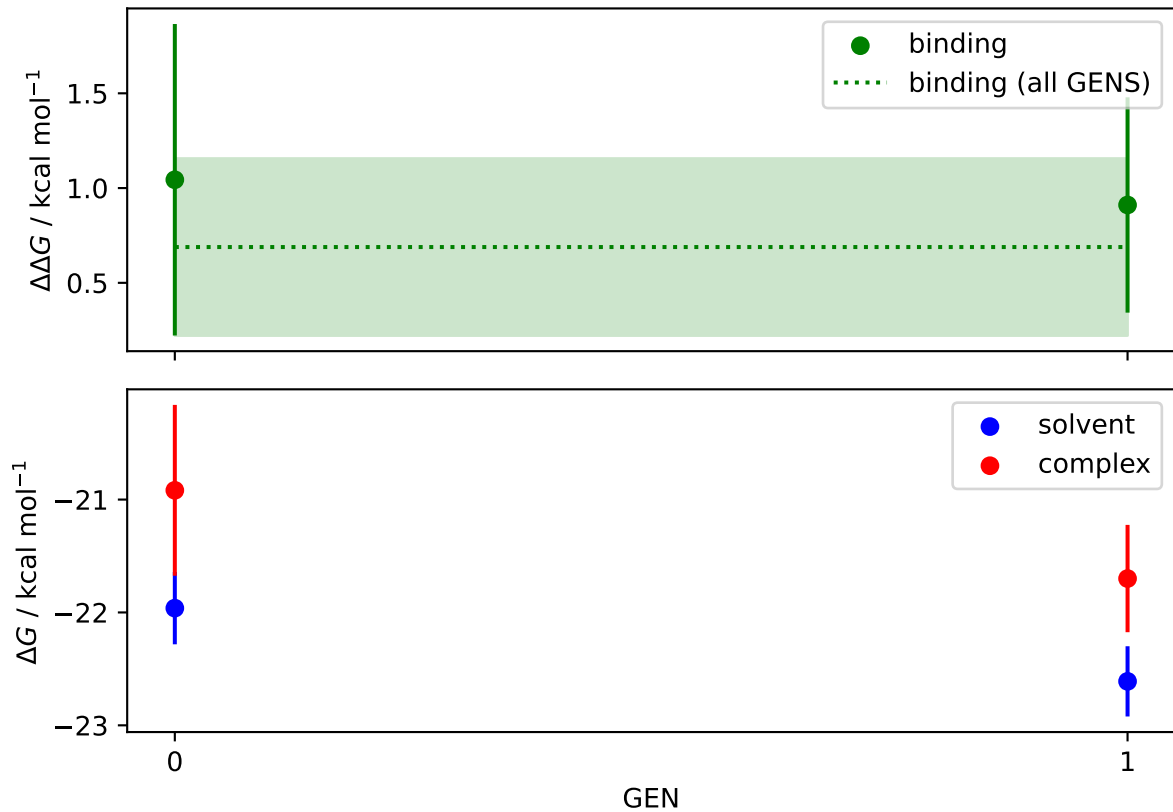 binding
binding (all GENS)
ΔΔG / kcal mol⁻¹
1.5
1.0
0.5
solvent
complex
ΔG / kcal mol⁻¹
−21
−22
−23
0
1
GEN